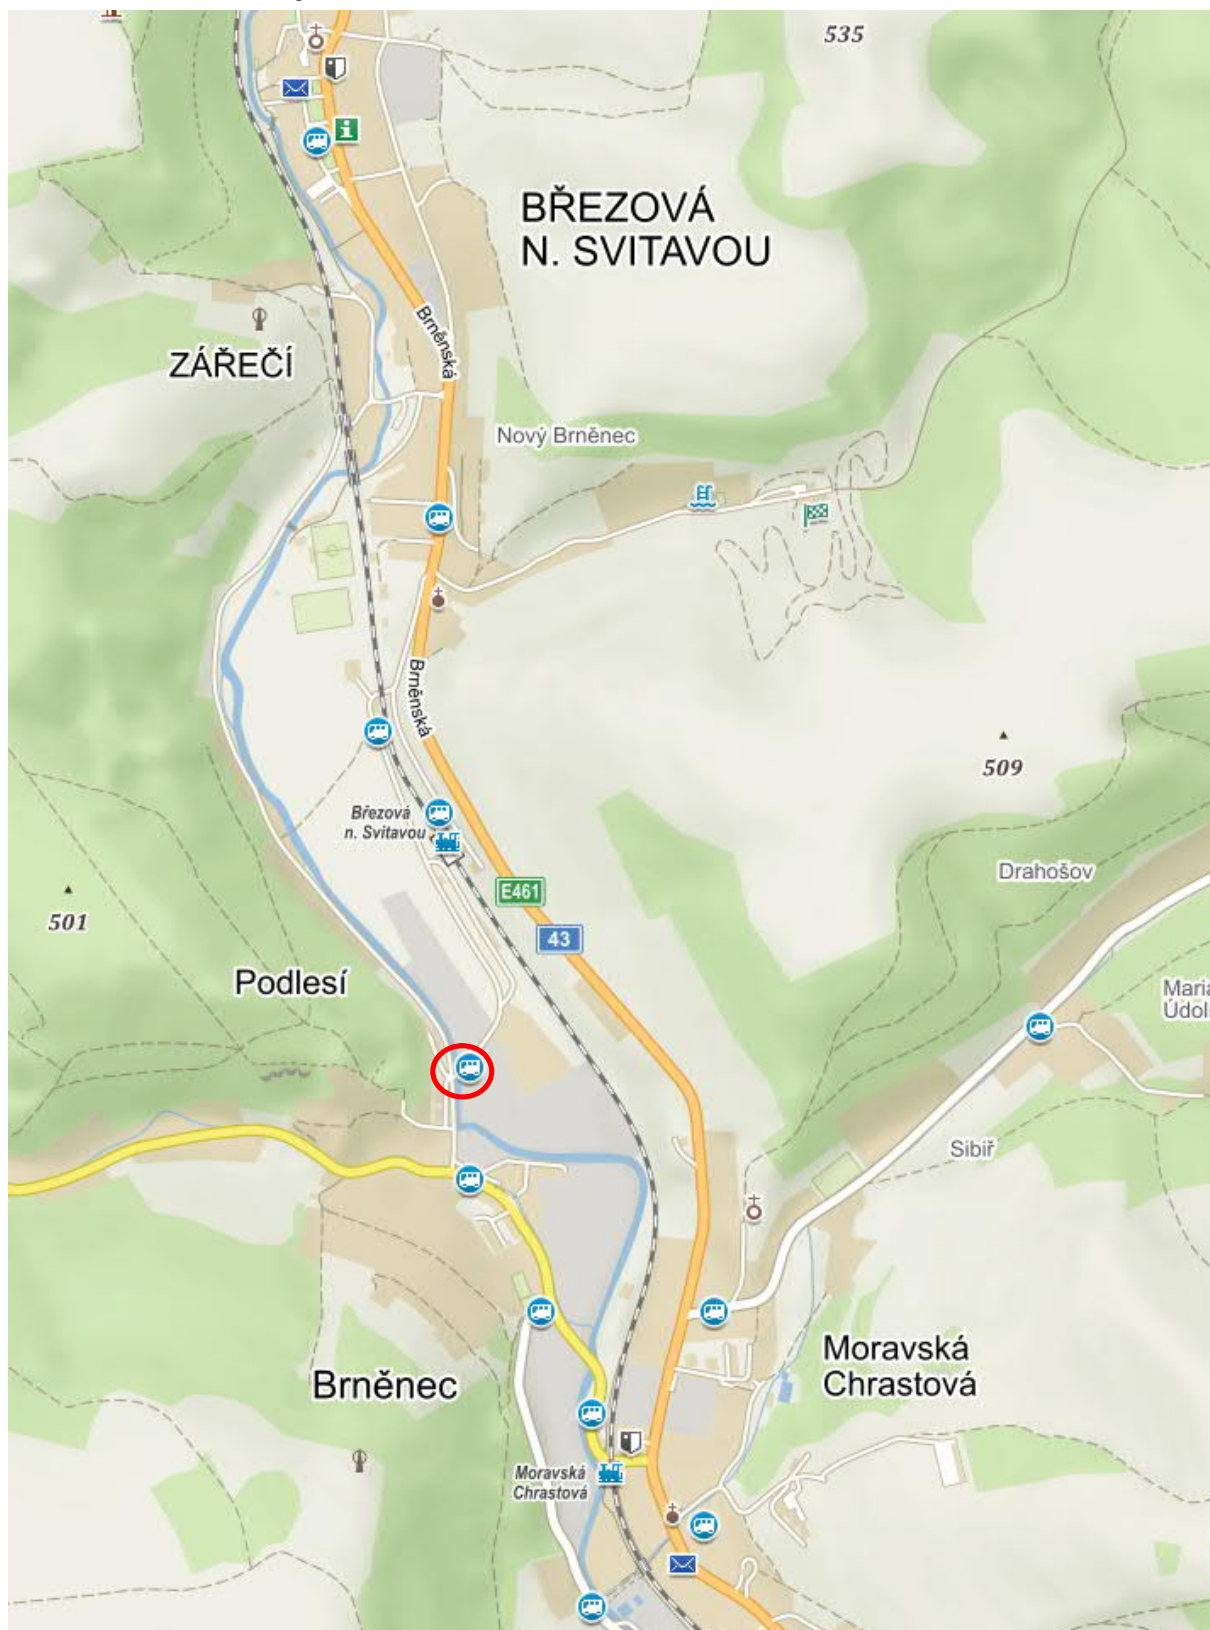 535
BŘEZOVÁ
N. SVITAVOU
Brněnská
ZÁŘEČÍ
Nový Brněnec
Brněnská
509
Březová
n. Svitavou
Drahošov
E461
501
43
Podlesí
Maria
Údol
Sibiř
Moravská
Chrastová
Brněnec
Moravská
Chrastová